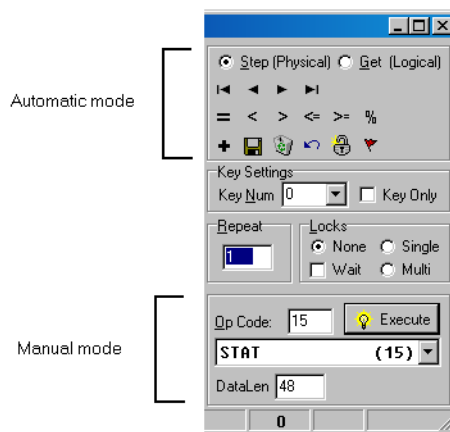 Step (Physical) Get (Logical)
Automatic mode
= < > <= >= %
Key Settings
Key Num 0 Key Only
Repeat
1
Locks
None Single
Wait Multi
Op Code: 15 Execute
Manual mode
STAT (15)
DataLen 48
0